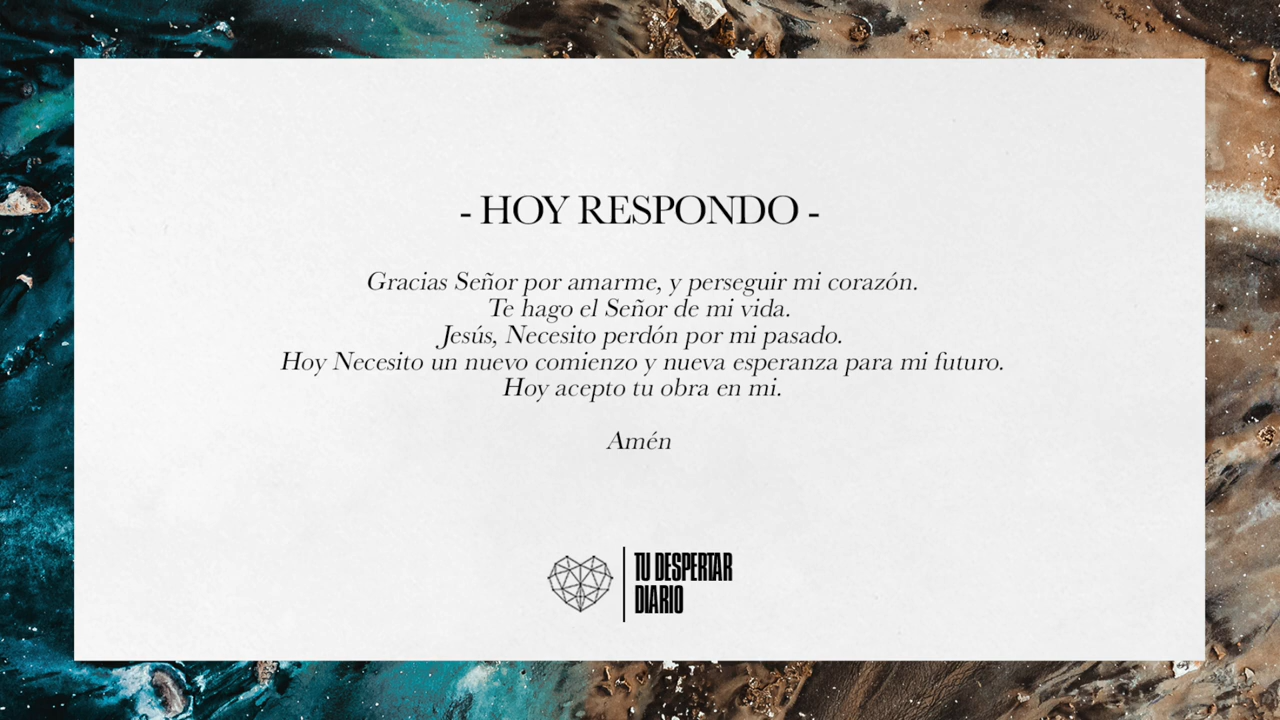 - HOY RESPONDO -
Gracias Señor por amarme, y perseguir mi corazón.
Te hago el Señor de mi vida.
Jesús, Necesito perdón por mi pasado.
Hoy Necesito un nuevo comienzo y nueva esperanza para mi futuro.
Hoy acepto tu obra en mi.
Amén
TU DESPERTAR
DIARIO